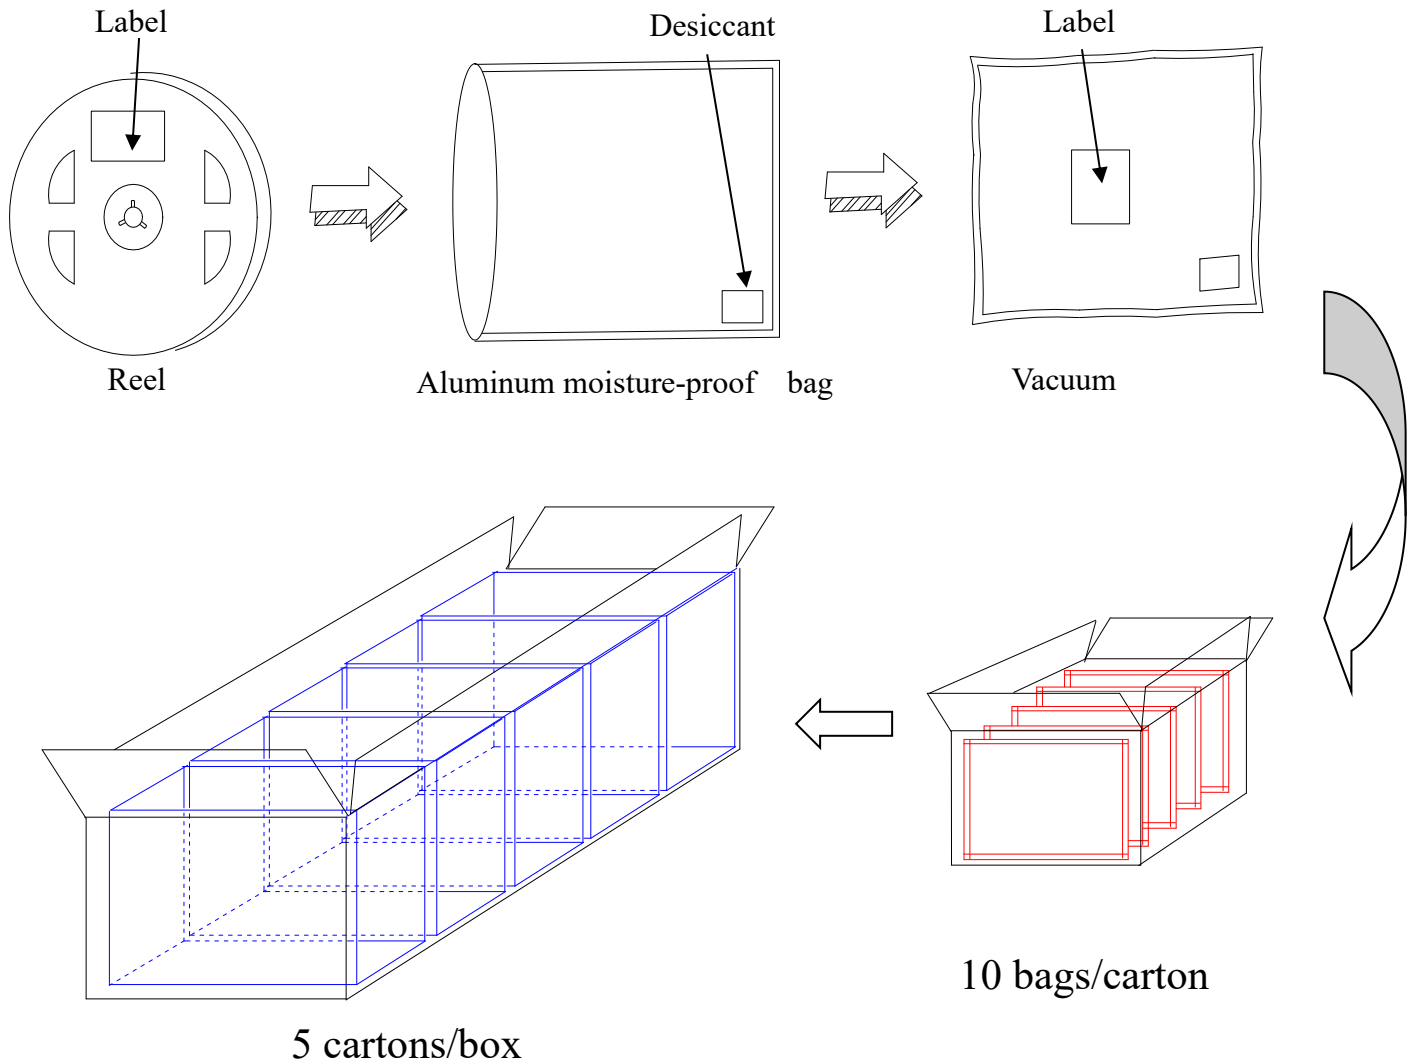 Label
Desiccant
Label
Reel
Aluminum moisture-proof bag
Vacuum
10 bags/carton
5 cartons/box